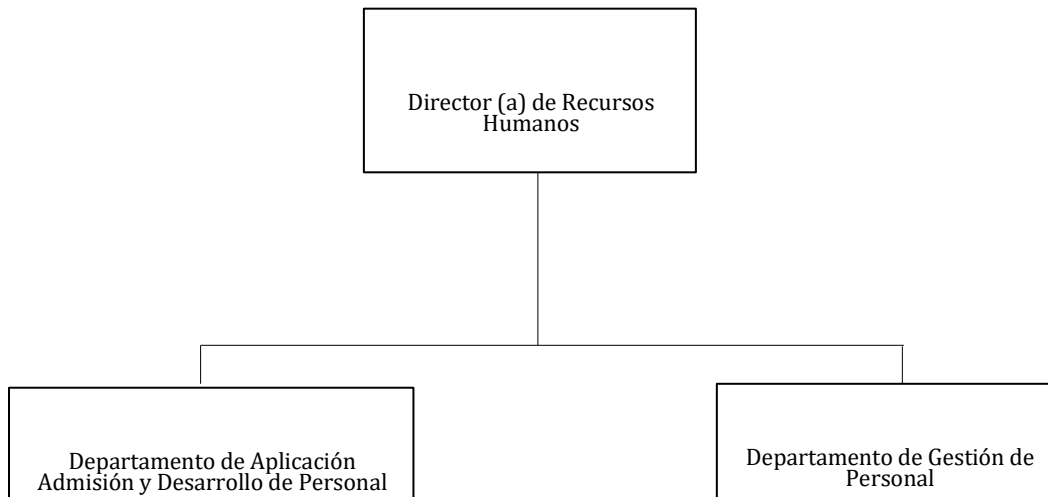 Director (a) de Recursos
Humanos
Departamento de Aplicación
Admisión y Desarrollo de Personal
Departamento de Gestión de
Personal